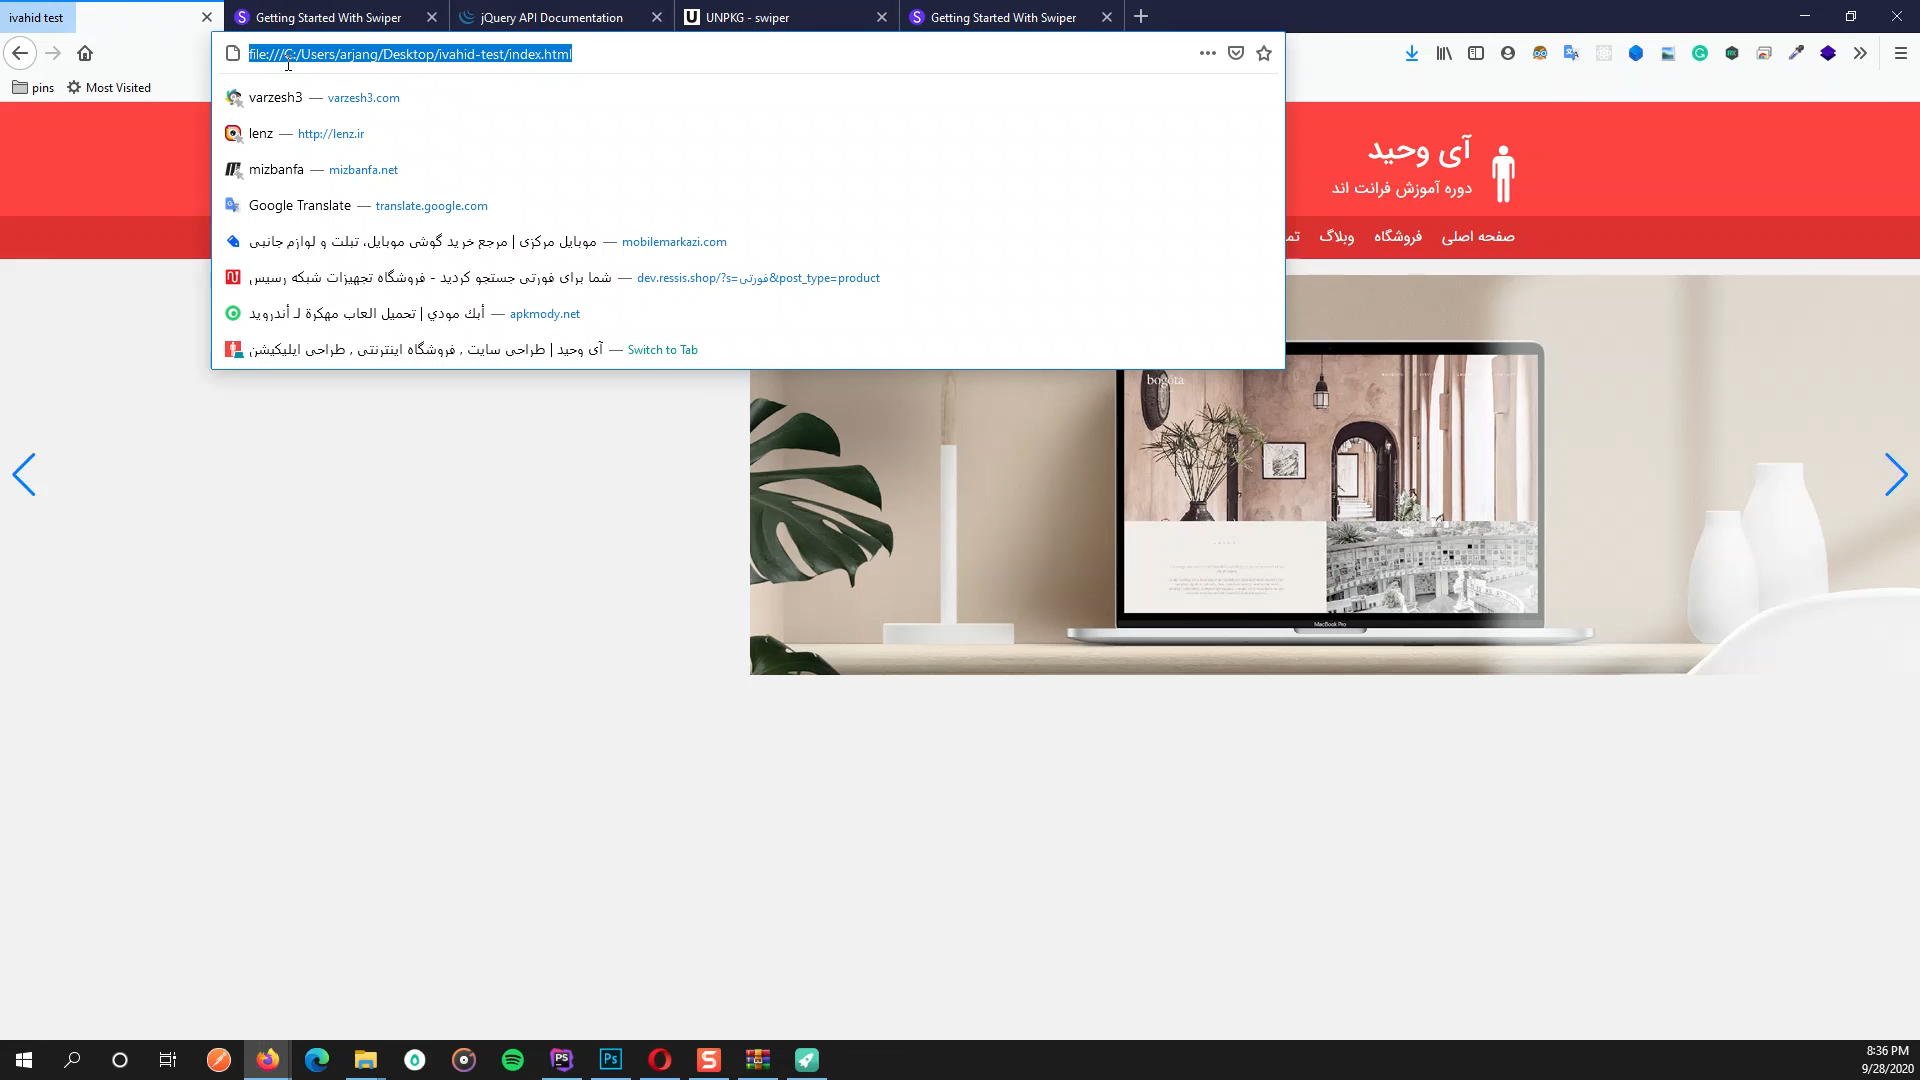 ivahid test
Getting Started With Swiper
jQuery API Documentation
UNPKG - swiper
Getting Started With Swiper
file:///C:/Users/arjang/Desktop/ivahid-test/index.html
pins
Most Visited
varzesh3 — varzesh3.com
lenz — http://lenz.ir
mizbanfa — mizbanfa.net
Google Translate — translate.google.com
موبایل مرکزی | مرجع خرید گوشی موبایل، تبلت و لوازم جانبی — mobilemarkazi.com
شما برای فورتی جستجو کردید - فروشگاه تجهیزات شبکه رسیس — dev.ressis.shop/?s=فورتی&post_type=product
أبك مودي | تحميل العاب مهكرة لـ أندرويد — apkmody.net
آی وحید | طراحی سایت , فروشگاه اینترنتی , طراحی اپلیکیشن — Switch to Tab
آی وحید
دوره آموزش فرانت اند
صفحه اصلی
فروشگاه
وبلاگ
bogota
MacBook Pro
8:36 PM
9/28/2020